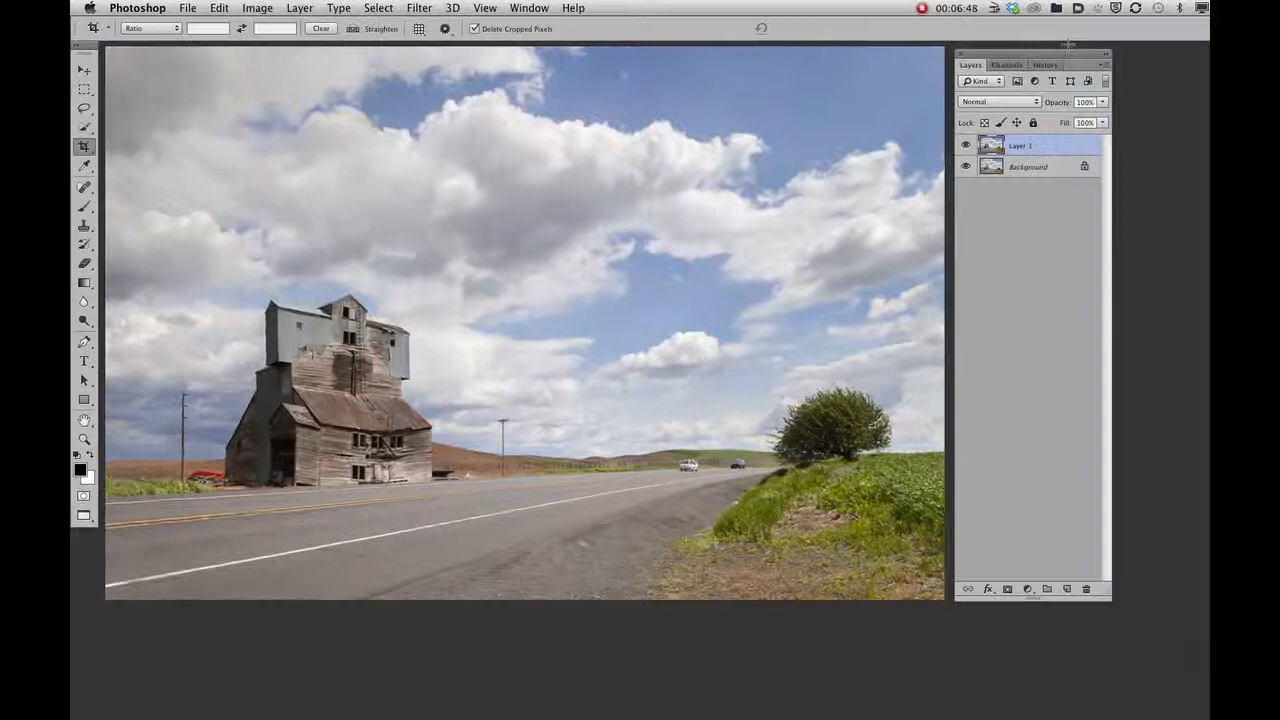 Photoshop File Edit Image Layer Type Select Filter 3D View Window Help 00:06:48
Ratio Clear Straighten Delete Cropped Pixels
Layers Channels History
Kind
Normal Opacity: 100%
Lock: Fill: 100%
Layer 1
Background